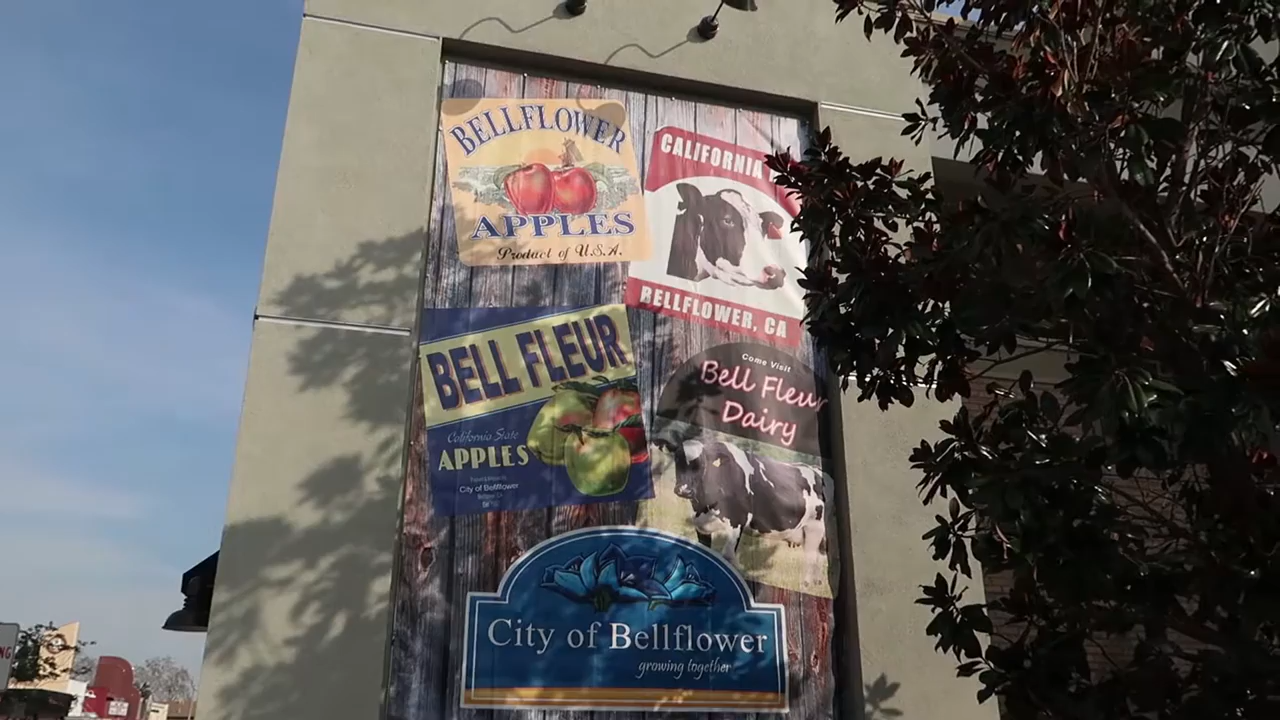 BELLFLOWER
APPLES
Product of U.S.A.
CALIFORNIA
BELLFLOWER, CA
BELL FLEUR
California State
APPLES
City of Bellflower
Come Visit
Bell Fleur
Dairy
City of Bellflower
growing together
NG